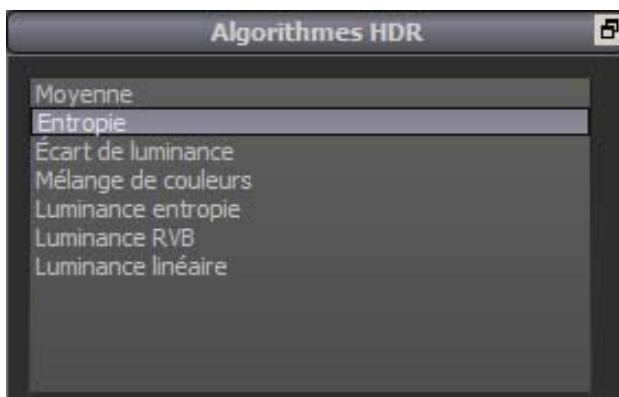 Algorithmes HDR
Moyenne
Entropie
Écart de luminance
Mélange de couleurs
Luminance entropie
Luminance RVB
Luminance linéaire